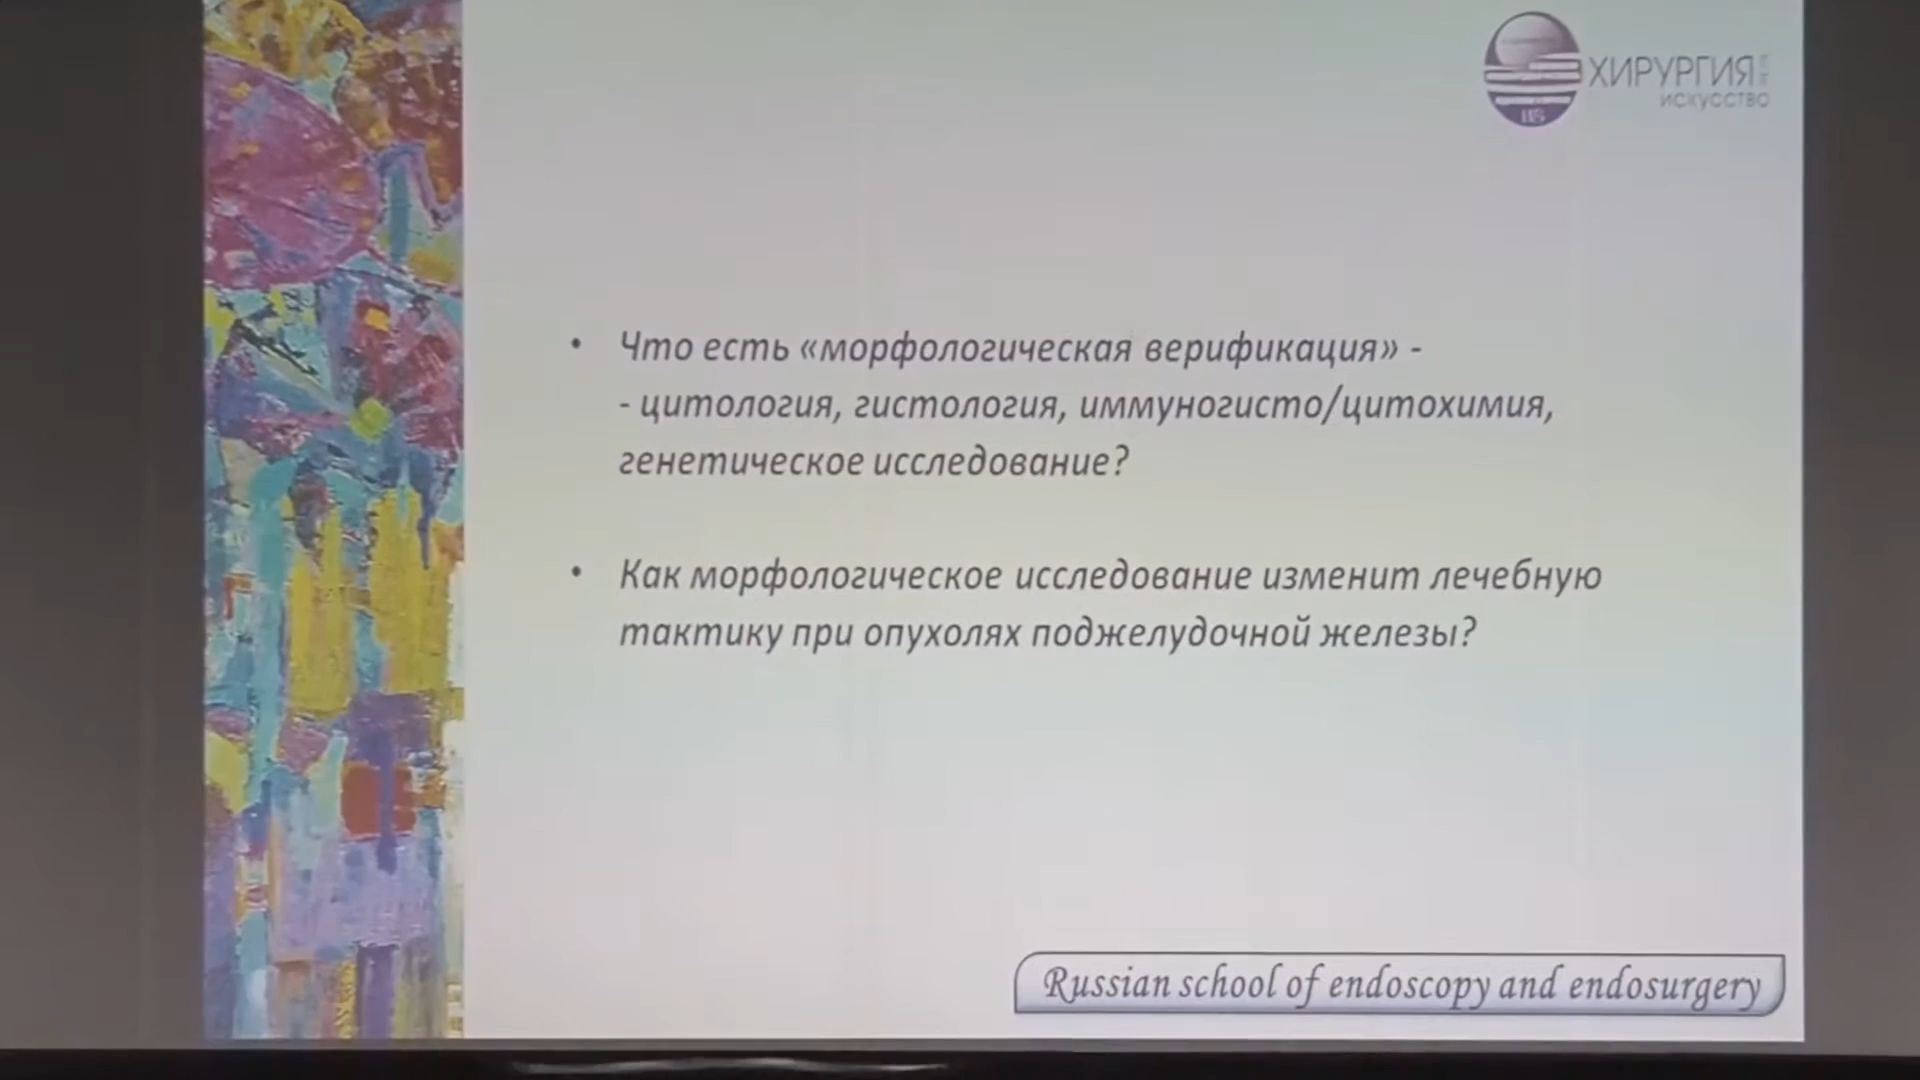 ХИРУРГИЯ
искусство
• Что есть «морфологическая верификация» -
- цитология, гистология, иммуногисто/цитохимия,
генетическое исследование?
• Как морфологическое исследование изменит лечебную
тактику при опухолях поджелудочной железы?
Russian school of endoscopy and endosurgery